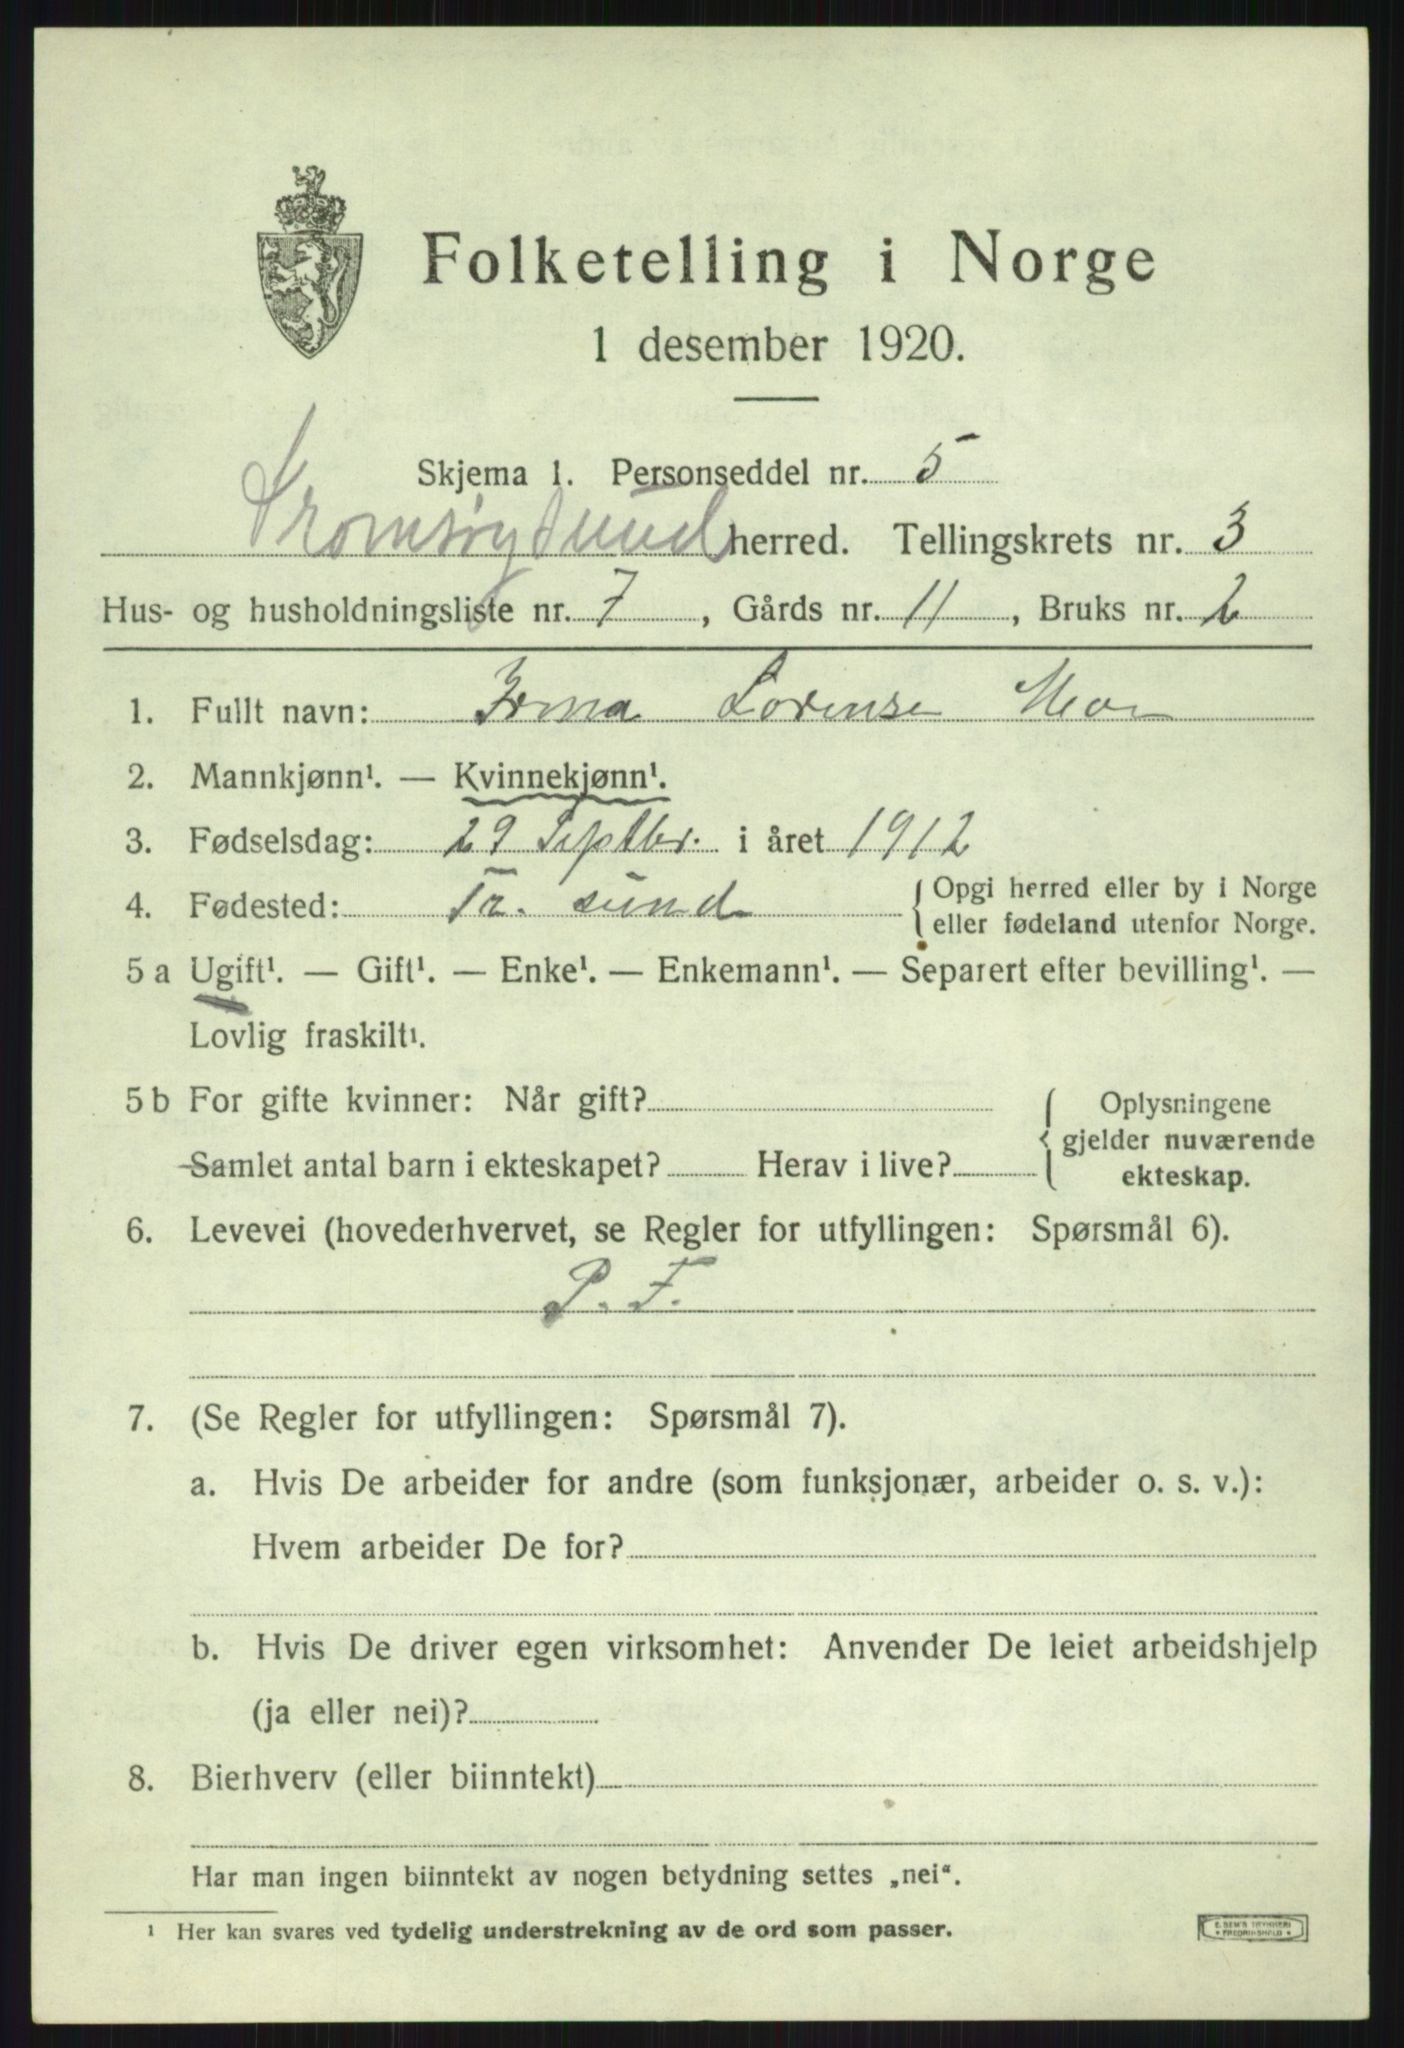 Folketelling i Norge
1 desember 1920.
Skjema 1. Personseddel nr. 5
Tromsøysund herred. Tellingskrets nr. 3
Hus- og husholdningsliste nr. 7, Gårds nr. 11, Bruks nr. 2
1. Fullt navn: Irma Lorense Moe
2. Mannkjønn¹. — Kvinnekjønn¹.
3. Fødselsdag: 29 Septbr. i året 1912
4. Fødested: Tr. sund {Opgi herred eller by i Norge
eller fødeland utenfor Norge.
5 a Ugift¹. — Gift¹. — Enke¹. — Enkemann¹. — Separert efter bevilling¹. —
Lovlig fraskilt¹.
5 b For gifte kvinner: Når gift? { Oplysningene
gjelder nuværende
Samlet antal barn i ekteskapet? Herav i live? ekteskap.
6. Levevei (hovederhvervet, se Regler for utfyllingen: Spørsmål 6).
P. F.
7. (Se Regler for utfyllingen: Spørsmål 7).
a. Hvis De arbeider for andre (som funksjonær, arbeider o. s. v.):
Hvem arbeider De for?
b. Hvis De driver egen virksomhet: Anvender De leiet arbeidshjelp
(ja eller nei)?
8. Bierhverv (eller biinntekt)
Har man ingen biinntekt av nogen betydning settes „nei".
¹ Her kan svares ved tydelig understrekning av de ord som passer.
E. SEM'S TRYKKERI
FREDRIKSHALD